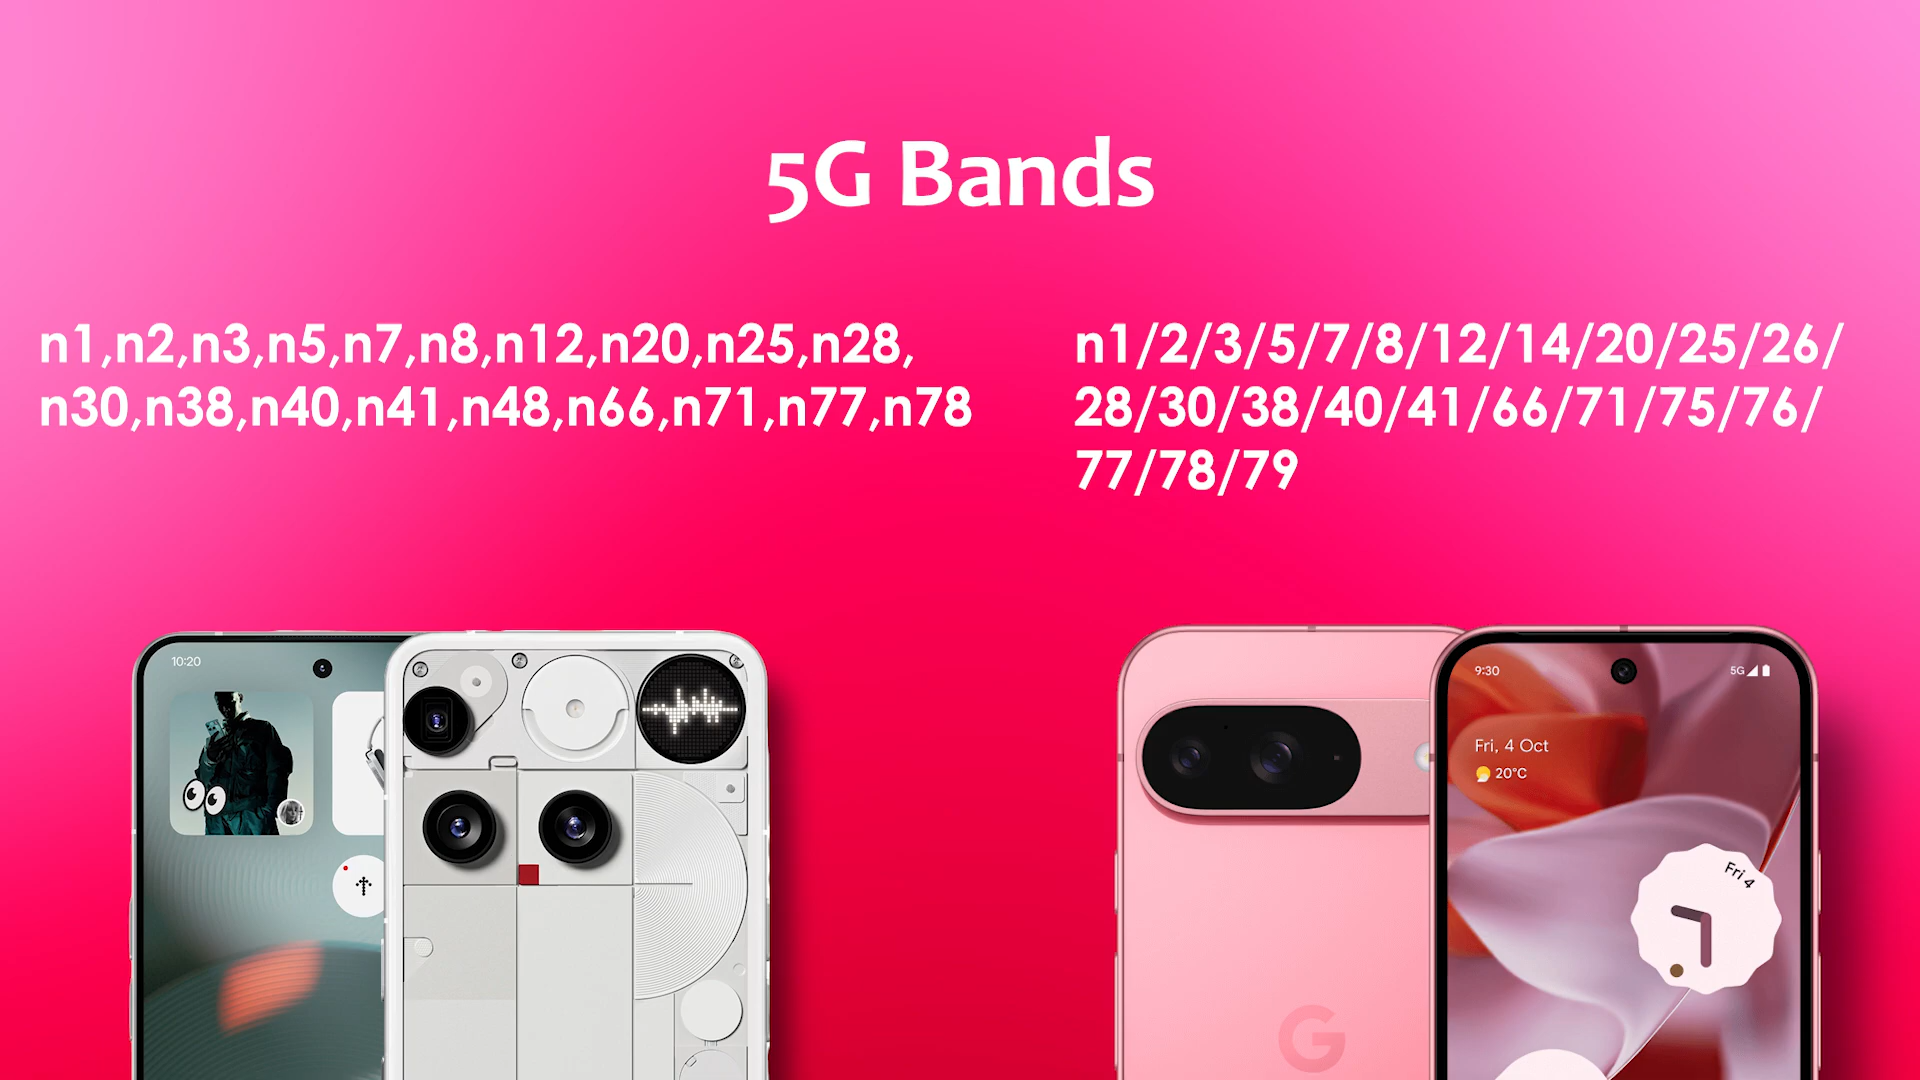 5G Bands
n1,n2,n3,n5,n7,n8,n12,n20,n25,n28,
n30,n38,n40,n41,n48,n66,n71,n77,n78
n1/2/3/5/7/8/12/14/20/25/26/
28/30/38/40/41/66/71/75/76/
77/78/79
10:20
9:30
5G
Fri, 4 Oct
20°C
Fri 4
G